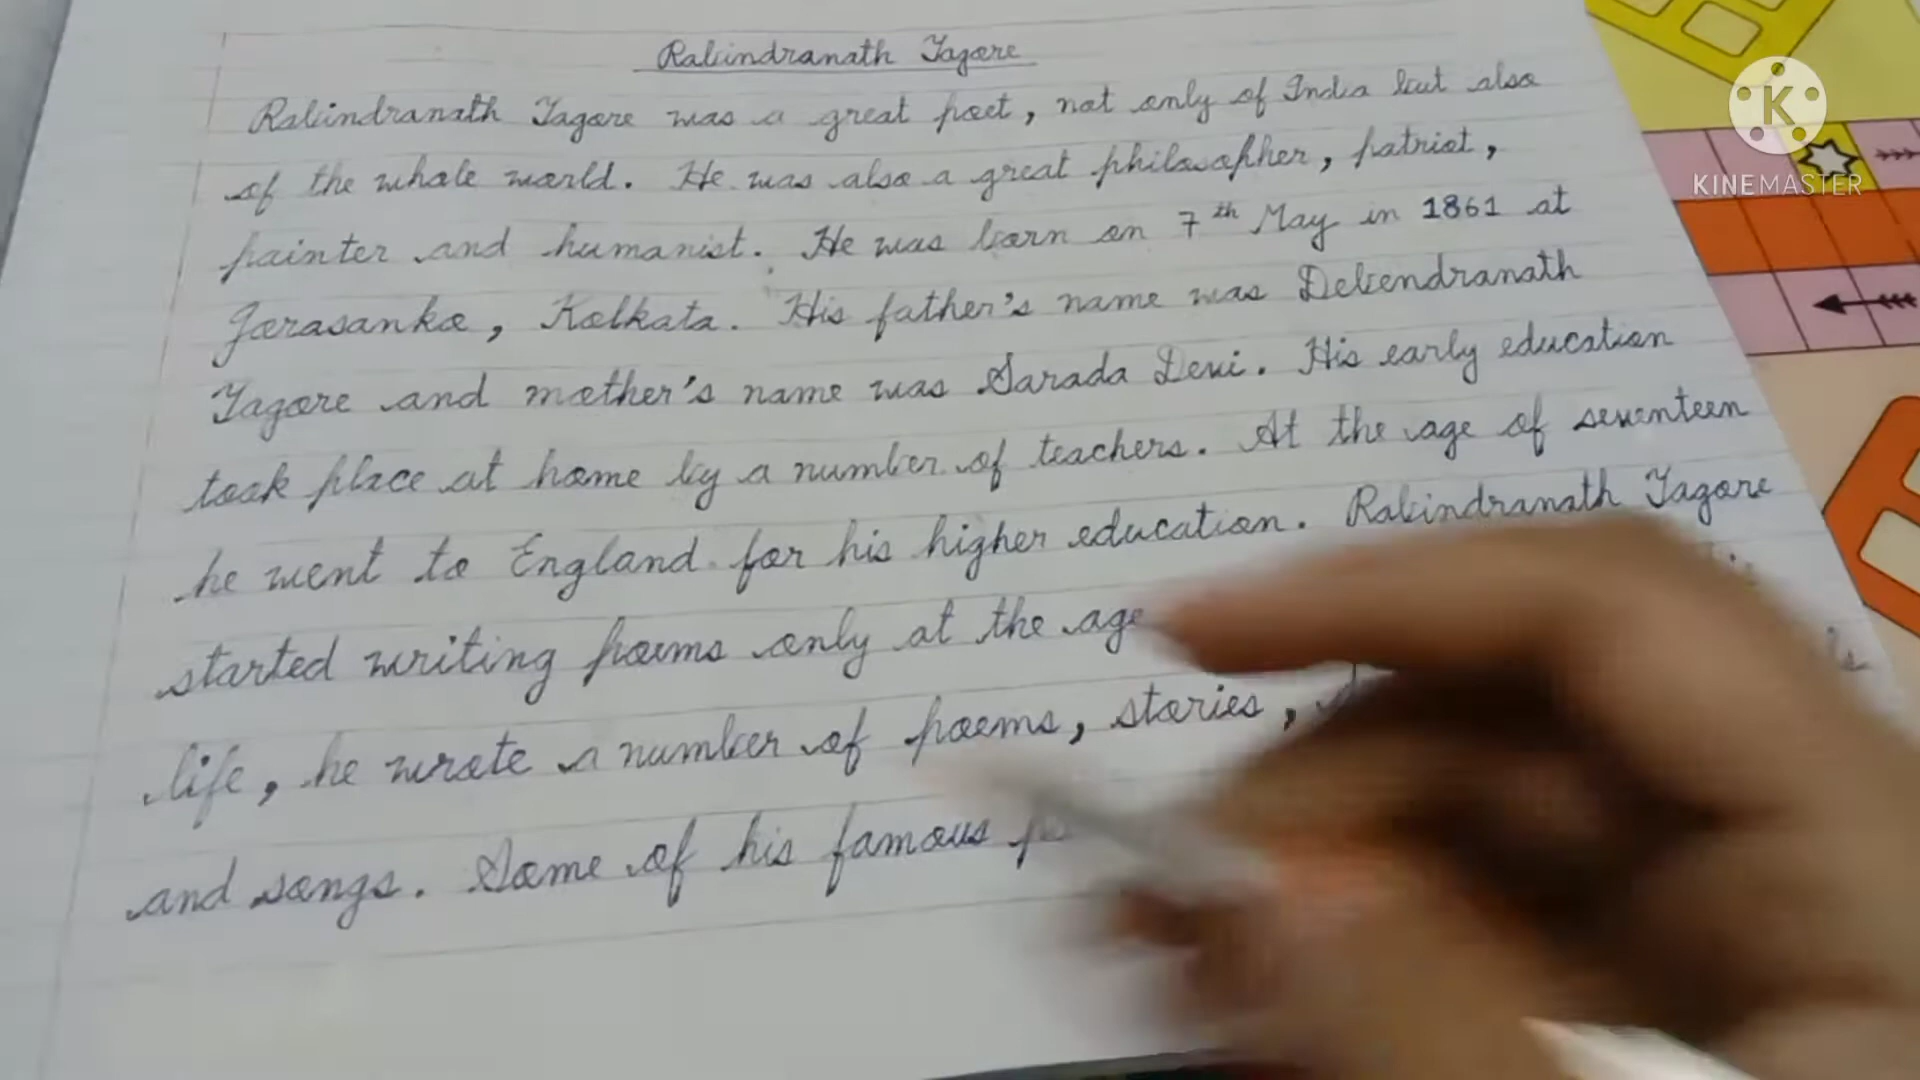 Rabindranath Tagore
Rabindranath Tagore was a great poet, not only of India but also
of the whole world. He was also a great philosopher, patriot,
painter and humanist. He was born on 7th May in 1861 at
Jorasanko, Kolkata. His father's name was Debendranath
Tagore and mother's name was Sarada Devi. His early education
took place at home by a number of teachers. At the age of seventeen
he went to England for his higher education. Rabindranath Tagore
started writing poems only at the age
life, he wrote a number of poems, stories,
and songs. Some of his famous
K
KINEMASTER